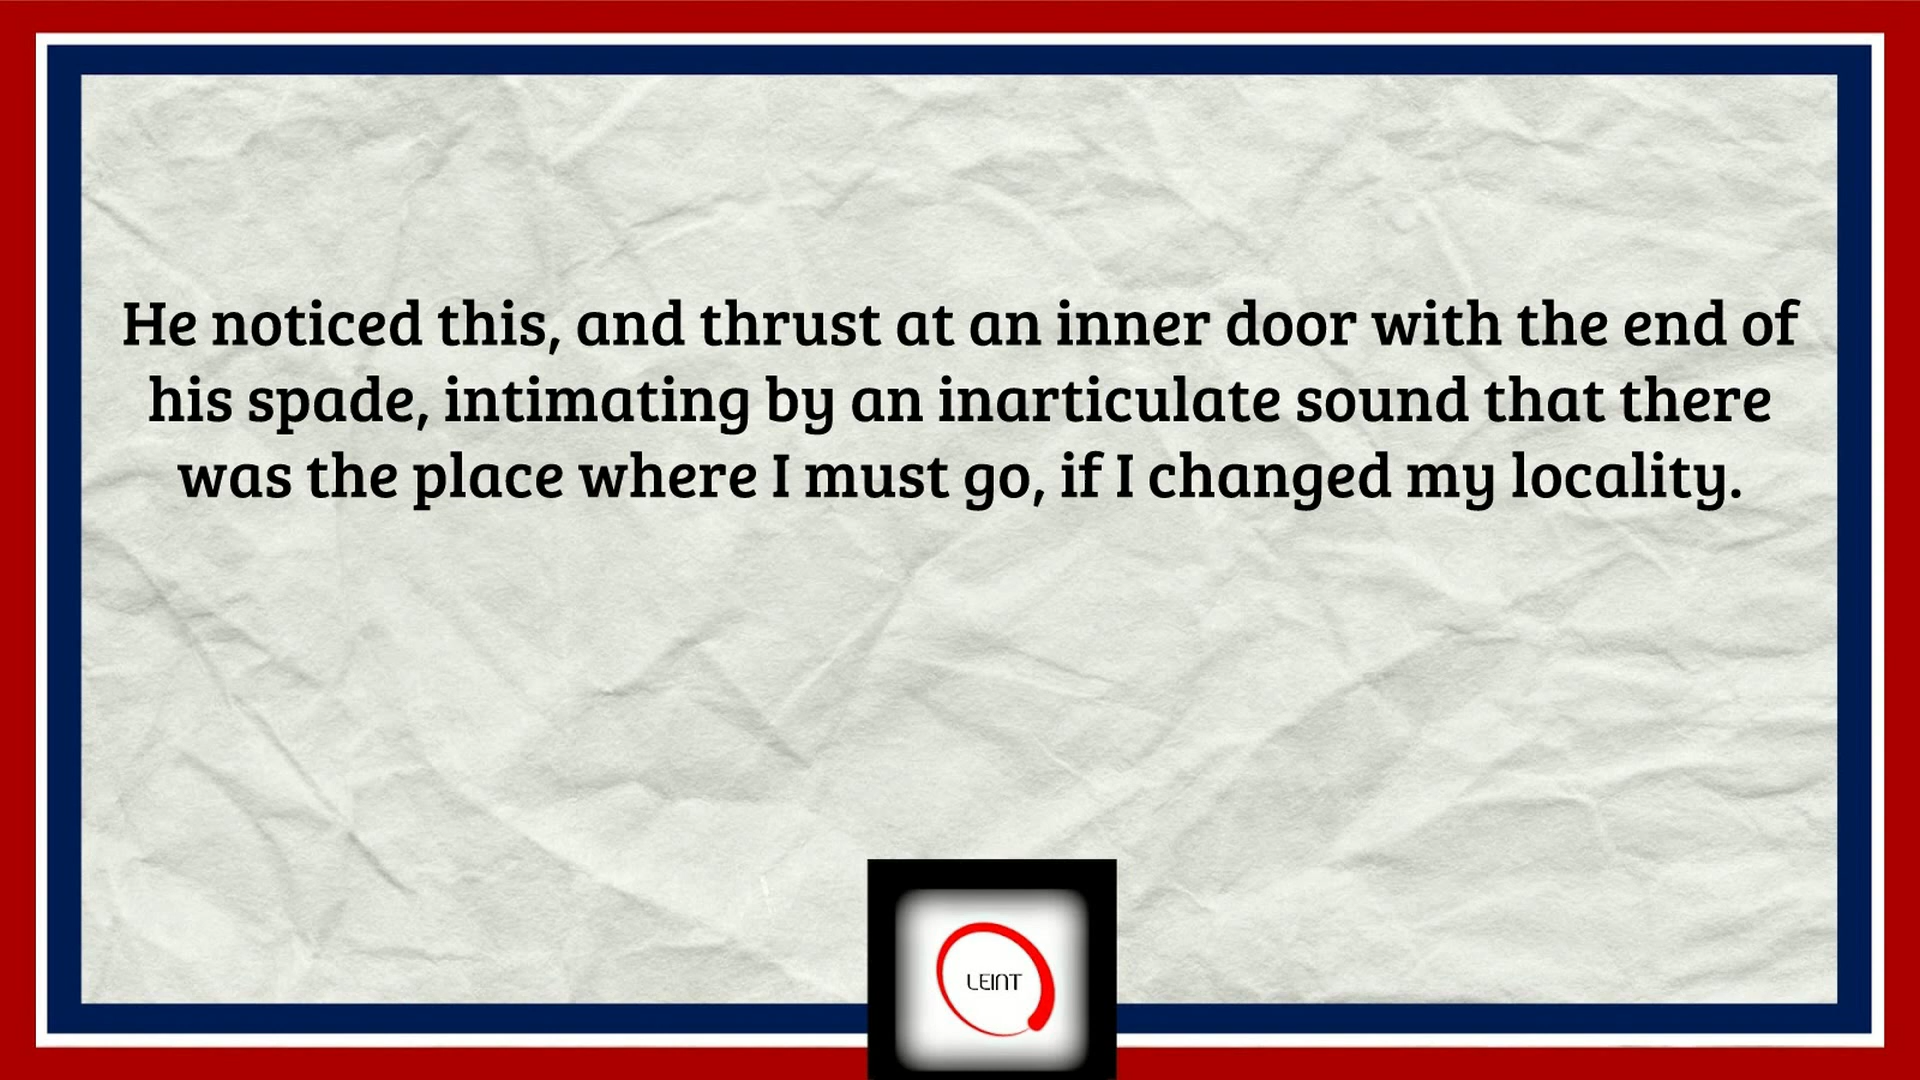 He noticed this, and thrust at an inner door with the end of
his spade, intimating by an inarticulate sound that there
was the place where I must go, if I changed my locality.
LEINT